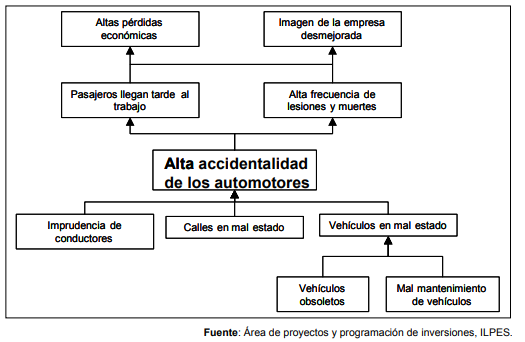 Altas pérdidas
económicas
Imagen de la empresa
desmejorada
Pasajeros llegan tarde al
trabajo
Alta frecuencia de
lesiones y muertes
Alta accidentalidad
de los automotores
Imprudencia de
conductores
Calles en mal estado
Vehículos en mal estado
Vehículos
obsoletos
Mal mantenimiento
de vehículos
Fuente: Área de proyectos y programación de inversiones, ILPES.